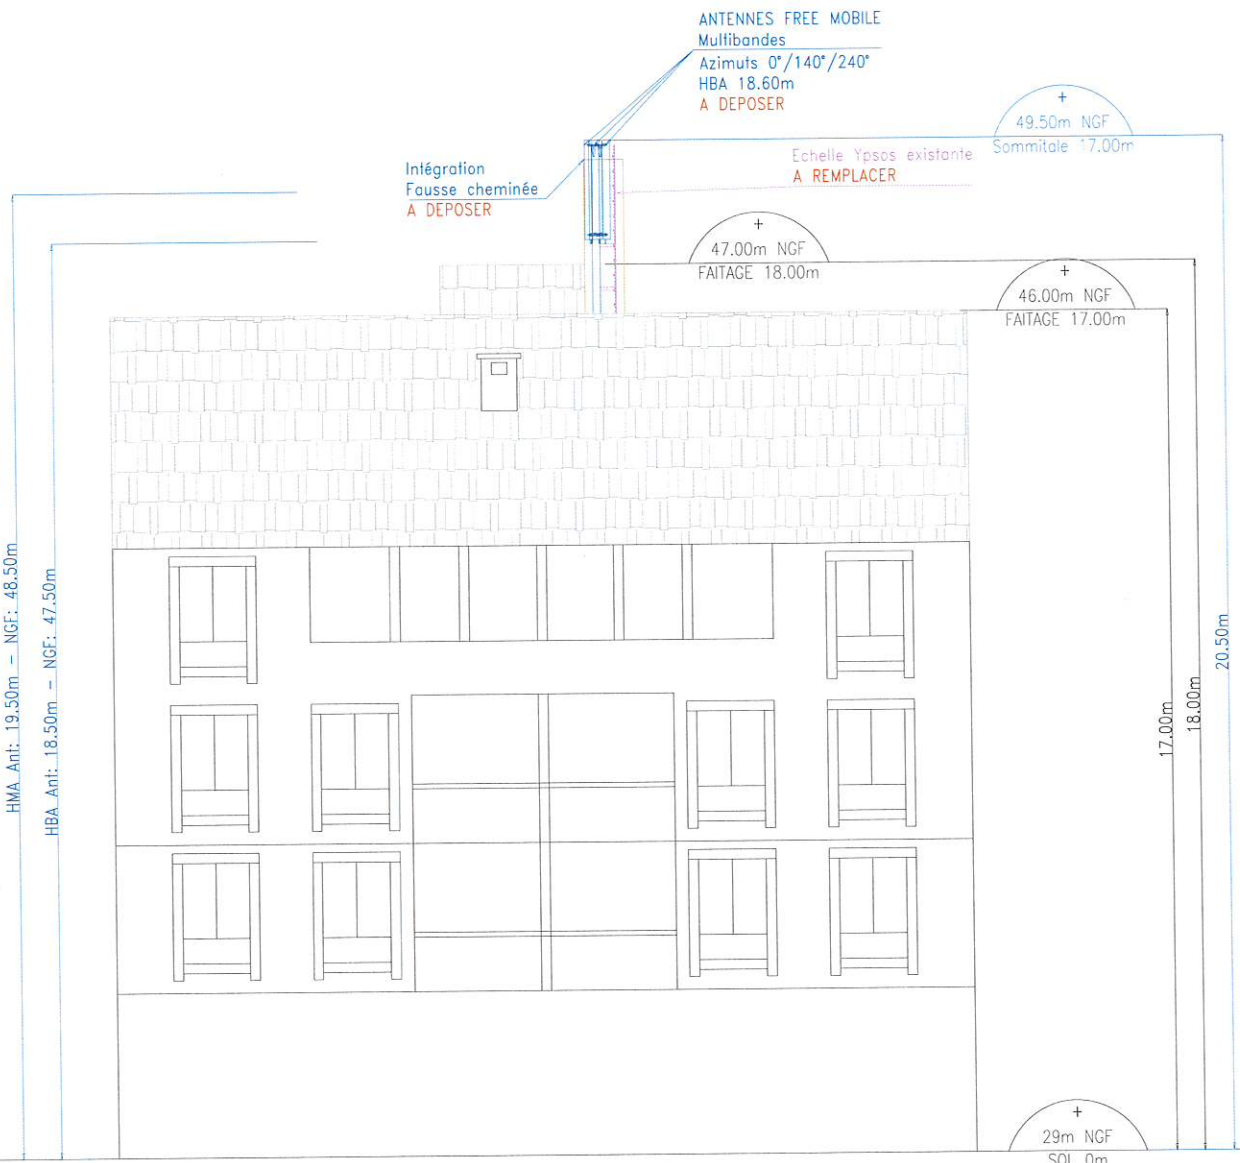 ANTENNES FREE MOBILE
Multibandes
Azimuts 0°/140°/240°
HBA 18.60m
A DEPOSER
49.50m NGF
Sommitale 17.00m
Echelle Ypsos existante
A REMPLACER
Intégration
Fausse cheminée
A DEPOSER
47.00m NGF
FAITAGE 18.00m
46.00m NGF
FAITAGE 17.00m
HMA Ant: 19.50m – NGF: 48.50m
HBA Ant: 18.50m – NGF: 47.50m
17.00m
18.00m
20.50m
29m NGF
SOL 0m